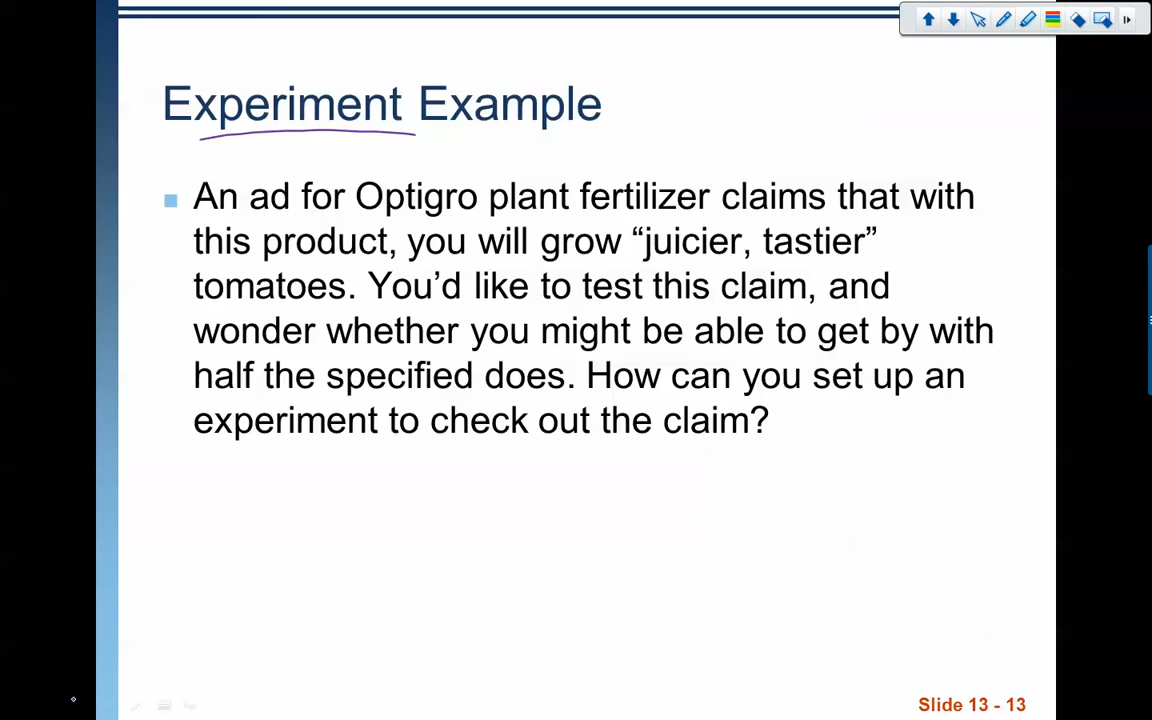 Experiment Example
An ad for Optigro plant fertilizer claims that with
this product, you will grow “juicier, tastier”
tomatoes. You’d like to test this claim, and
wonder whether you might be able to get by with
half the specified does. How can you set up an
experiment to check out the claim?
Slide 13 - 13